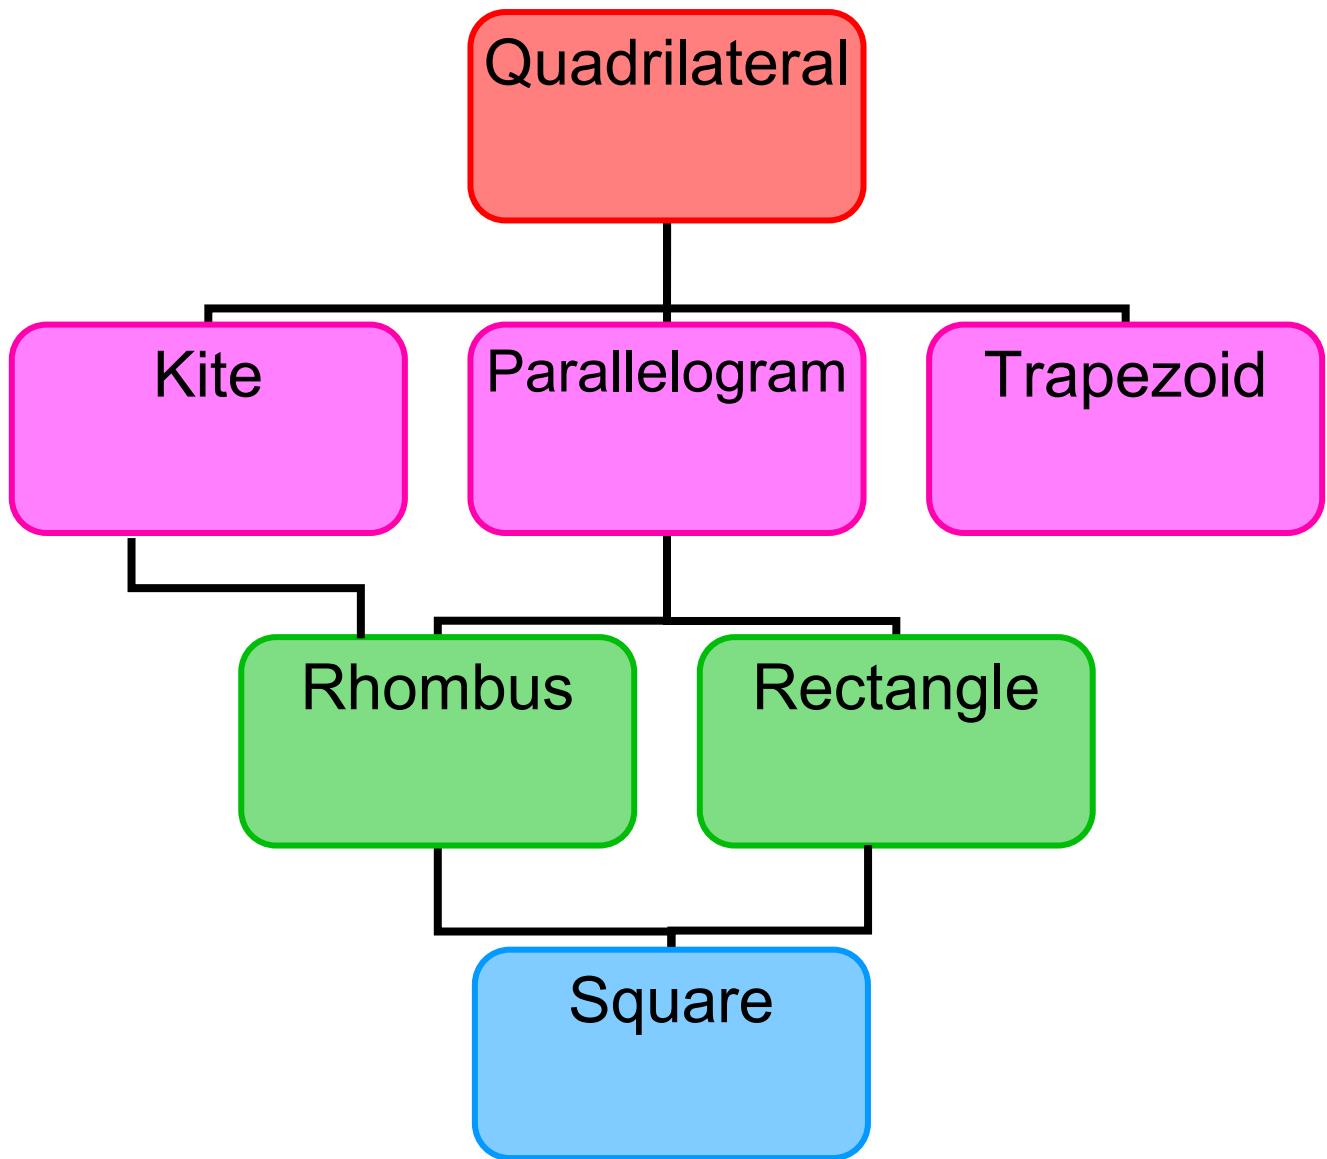 Quadrilateral
Kite
Parallelogram
Trapezoid
Rhombus
Rectangle
Square